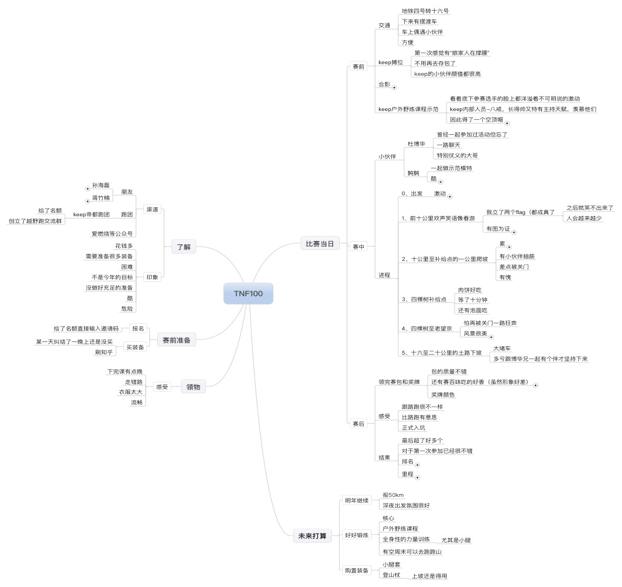 TNF100
了解
渠道
朋友
孙海磊
蒋竹楠
跑团
keep帝都跑团
给了名额
创立了越野跑交流群
爱燃烧等公众号
印象
花钱多
需要准备很多装备
困难
不是今年的目标
没做好充足的准备
酷
危险
赛前准备
报名
给了名额直接输入邀请码
买装备
某一天纠结了一晚上还是没买
刷知乎
领物
感受
下完课有点晚
走错路
衣服太大
流畅
比赛当日
赛前
交通
地铁四号转十六号
下来有摆渡车
车上偶遇小伙伴
方便
keep摊位
第一次感觉有“娘家人在撑腰”
不用再去存包了
keep的小伙伴颜值都很高
合影
keep户外野练课程示范
看着底下参赛选手的脸上都洋溢着不可明说的激动
keep内部人员-八戒，长得帅又特有主持天赋，羡慕他们
因此得了一个空顶帽
赛中
小伙伴
杜博华
曾经一起参加过活动但忘了
一路聊天
特别仗义的大哥
鹌鹑
一起做示范模特
酷
进程
0、出发
激动
1、前十公里欢声笑语像春游
我立了两个flag（都成真了
之后就笑不出来了
人会越来越少
有图为证
2、十公里至补给点的一公里爬坡
累
有小伙伴抽筋
差点被关门
有愧
3、四棵树补给点
肉饼好吃
等了十分钟
还有泡面吃
4、四棵树至老望京
怕再被关门一路狂奔
风景很美
5、十六至二十公里的土路下坡
大堵车
多亏跟博华兄一起有个伴才坚持下来
赛后
领完赛包和奖牌
包的质量不错
还有赛百味吃的好香（虽然形象好差）
奖牌颜色
感受
跟路跑很不一样
比路跑有意思
正式入坑
结果
最后超了好多个
对于第一次参加已经很不错
排名
里程
未来打算
明年继续
报50km
深夜出发氛围很好
好好锻炼
核心
户外野练课程
全身性的力量训练
尤其是小腿
有空周末可以去跑跑山
购置装备
小腿套
登山杖
上坡还是得用